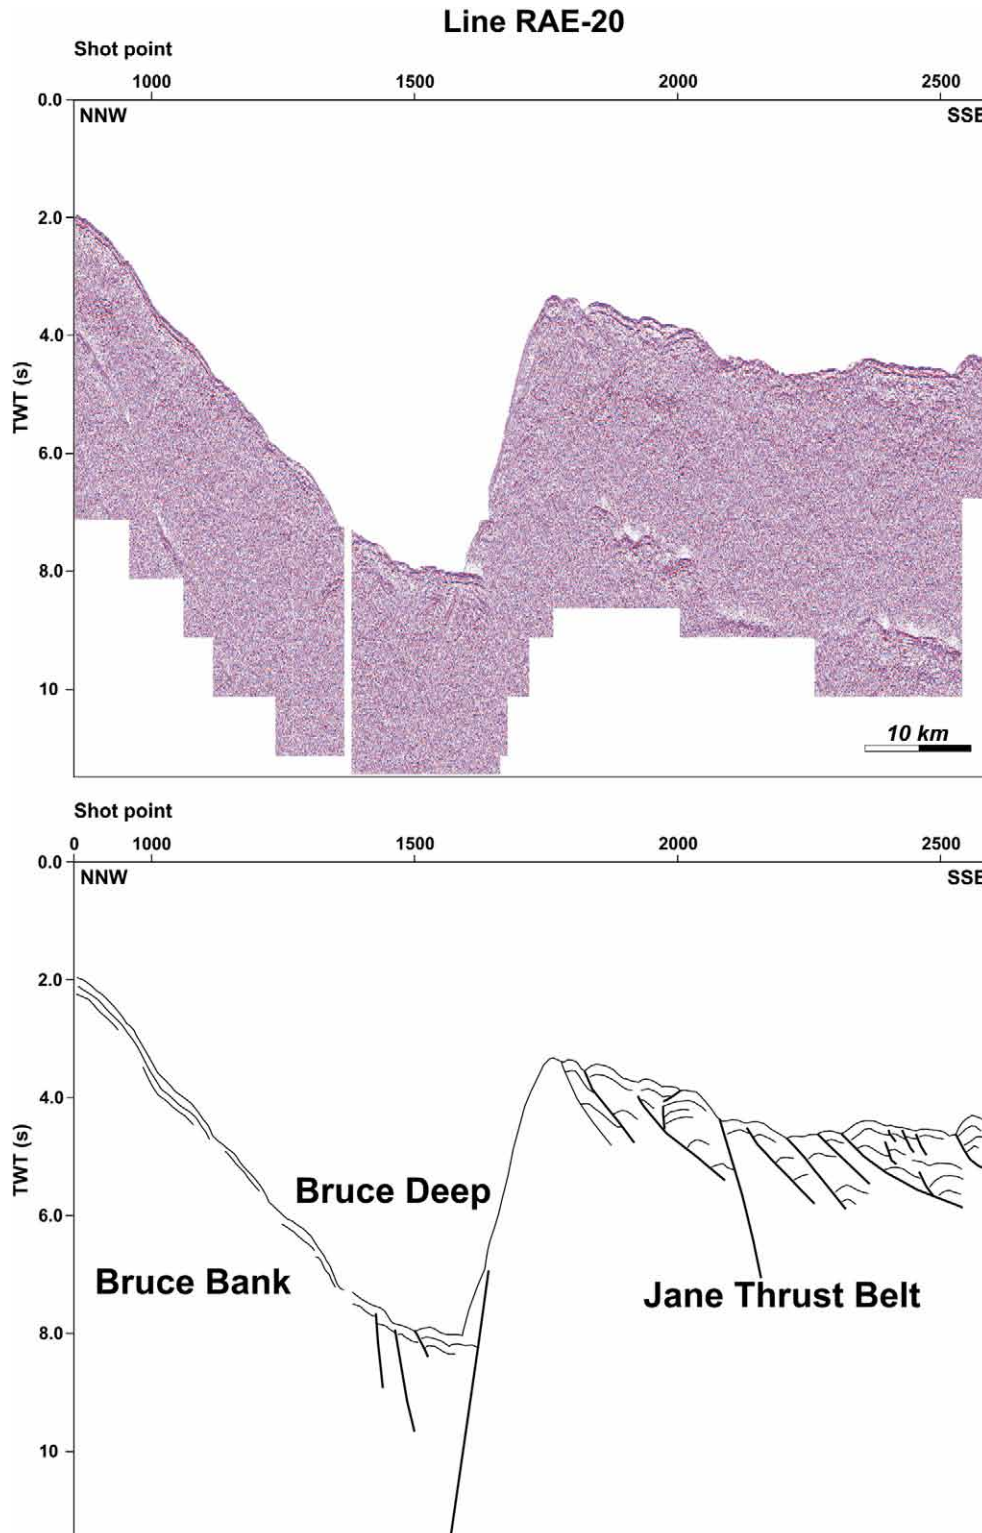 Line RAE-20
Shot point
1000 1500 2000 2500
0.0
NNW SSE
2.0
4.0
TWT (s)
6.0
8.0
10
10 km
Shot point
0 1000 1500 2000 2500
0.0
NNW SSE
2.0
4.0
TWT (s)
Bruce Deep
6.0
Bruce Bank
Jane Thrust Belt
8.0
10